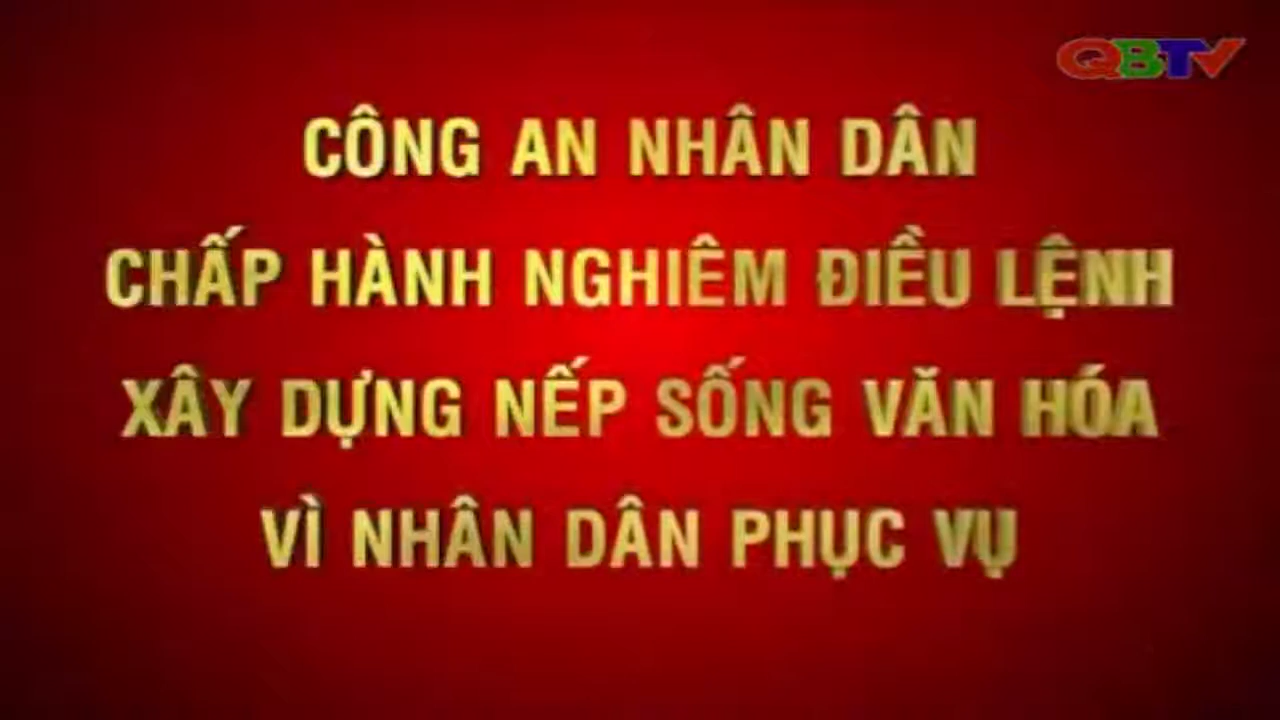 QBTV
CÔNG AN NHÂN DÂN
CHẤP HÀNH NGHIÊM ĐIỀU LỆNH
XÂY DỰNG NẾP SỐNG VĂN HÓA
VÌ NHÂN DÂN PHỤC VỤ